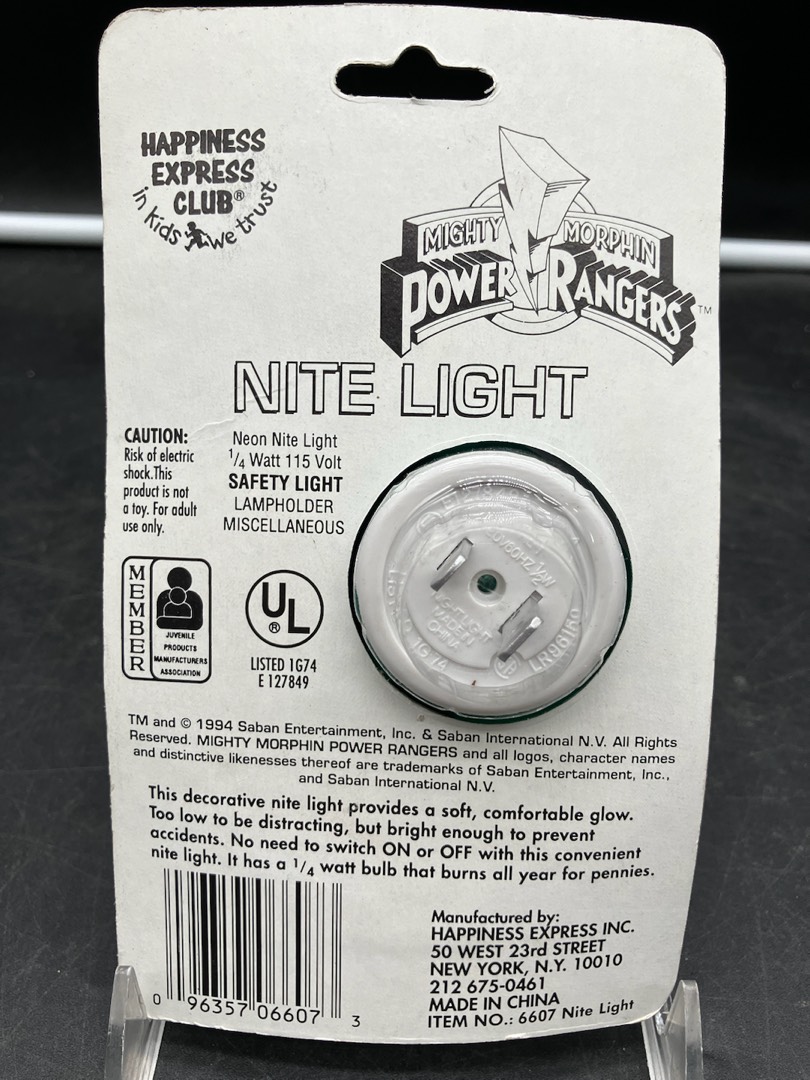 HAPPINESS
EXPRESS
CLUB®
in kids we trust
MIGHTY MORPHIN
POWER RANGERS™
NITE LIGHT
CAUTION:
Risk of electric
shock.This
product is not
a toy. For adult
use only.
Neon Nite Light
1/4 Watt 115 Volt
SAFETY LIGHT
LAMPHOLDER
MISCELLANEOUS
MEMBER
JUVENILE
PRODUCTS
MANUFACTURERS
ASSOCIATION
UL®
LISTED 1G74
E 127849
MADE IN
CHINA
1G74
TM and © 1994 Saban Entertainment, Inc. & Saban International N.V. All Rights
Reserved. MIGHTY MORPHIN POWER RANGERS and all logos, character names
and distinctive likenesses thereof are trademarks of Saban Entertainment, Inc.,
and Saban International N.V.
This decorative nite light provides a soft, comfortable glow.
Too low to be distracting, but bright enough to prevent
accidents. No need to switch ON or OFF with this convenient
nite light. It has a 1/4 watt bulb that burns all year for pennies.
0 96357 06607 3
Manufactured by:
HAPPINESS EXPRESS INC.
50 WEST 23rd STREET
NEW YORK, N.Y. 10010
212 675-0461
MADE IN CHINA
ITEM NO.: 6607 Nite Light